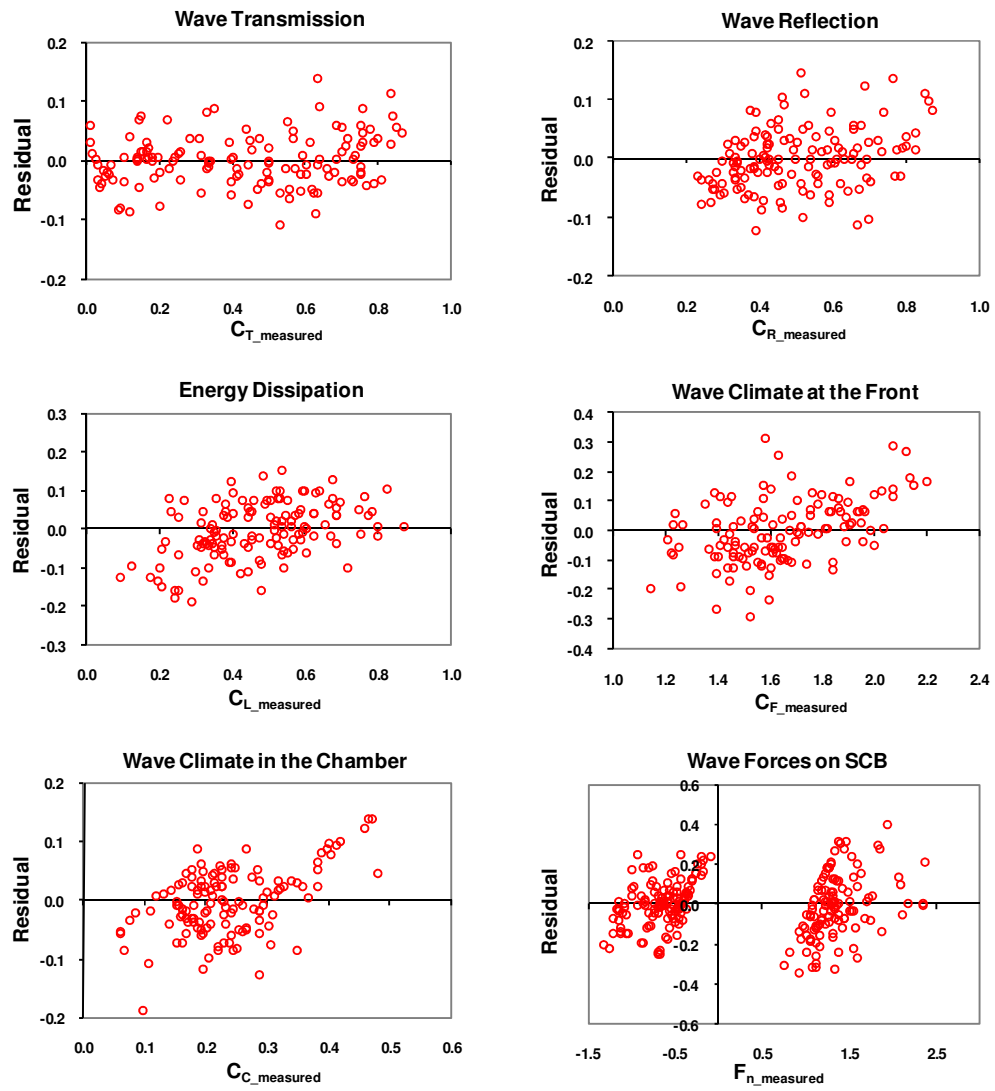 Wave Transmission
0.2
0.1
0.0
-0.1
-0.2
Residual
0.0 0.2 0.4 0.6 0.8 1.0
C_T_measured
Wave Reflection
0.2
0.1
0.0
-0.1
-0.2
Residual
0.0 0.2 0.4 0.6 0.8 1.0
C_R_measured
Energy Dissipation
0.3
0.2
0.1
0.0
-0.1
-0.2
-0.3
Residual
0.0 0.2 0.4 0.6 0.8 1.0
C_L_measured
Wave Climate at the Front
0.4
0.3
0.2
0.1
0.0
-0.1
-0.2
-0.3
-0.4
Residual
1.0 1.2 1.4 1.6 1.8 2.0 2.2 2.4
C_F_measured
Wave Climate in the Chamber
0.2
0.1
0.0
-0.1
-0.2
Residual
0.0 0.1 0.2 0.3 0.4 0.5 0.6
C_C_measured
Wave Forces on SCB
0.6
0.4
0.2
0.0
-0.2
-0.4
-0.6
Residual
-1.5 -0.5 0.5 1.5 2.5
F_n_measured